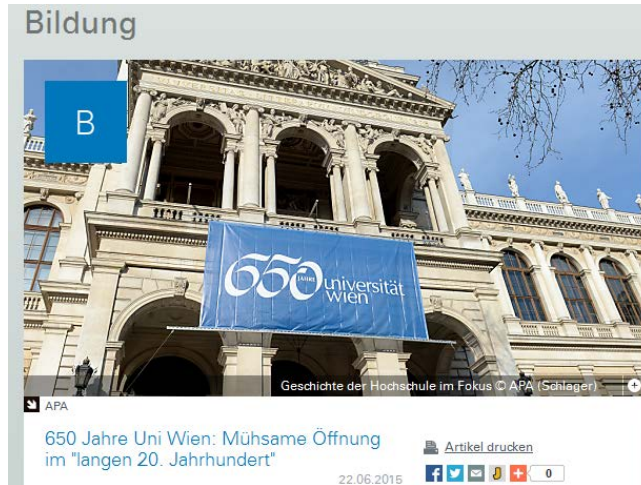 Bildung
B
650 JAHRE universität
wien
Geschichte der Hochschule im Fokus © APA (Schlager)
APA
650 Jahre Uni Wien: Mühsame Öffnung
im "langen 20. Jahrhundert"
22.06.2015
Artikel drucken
0